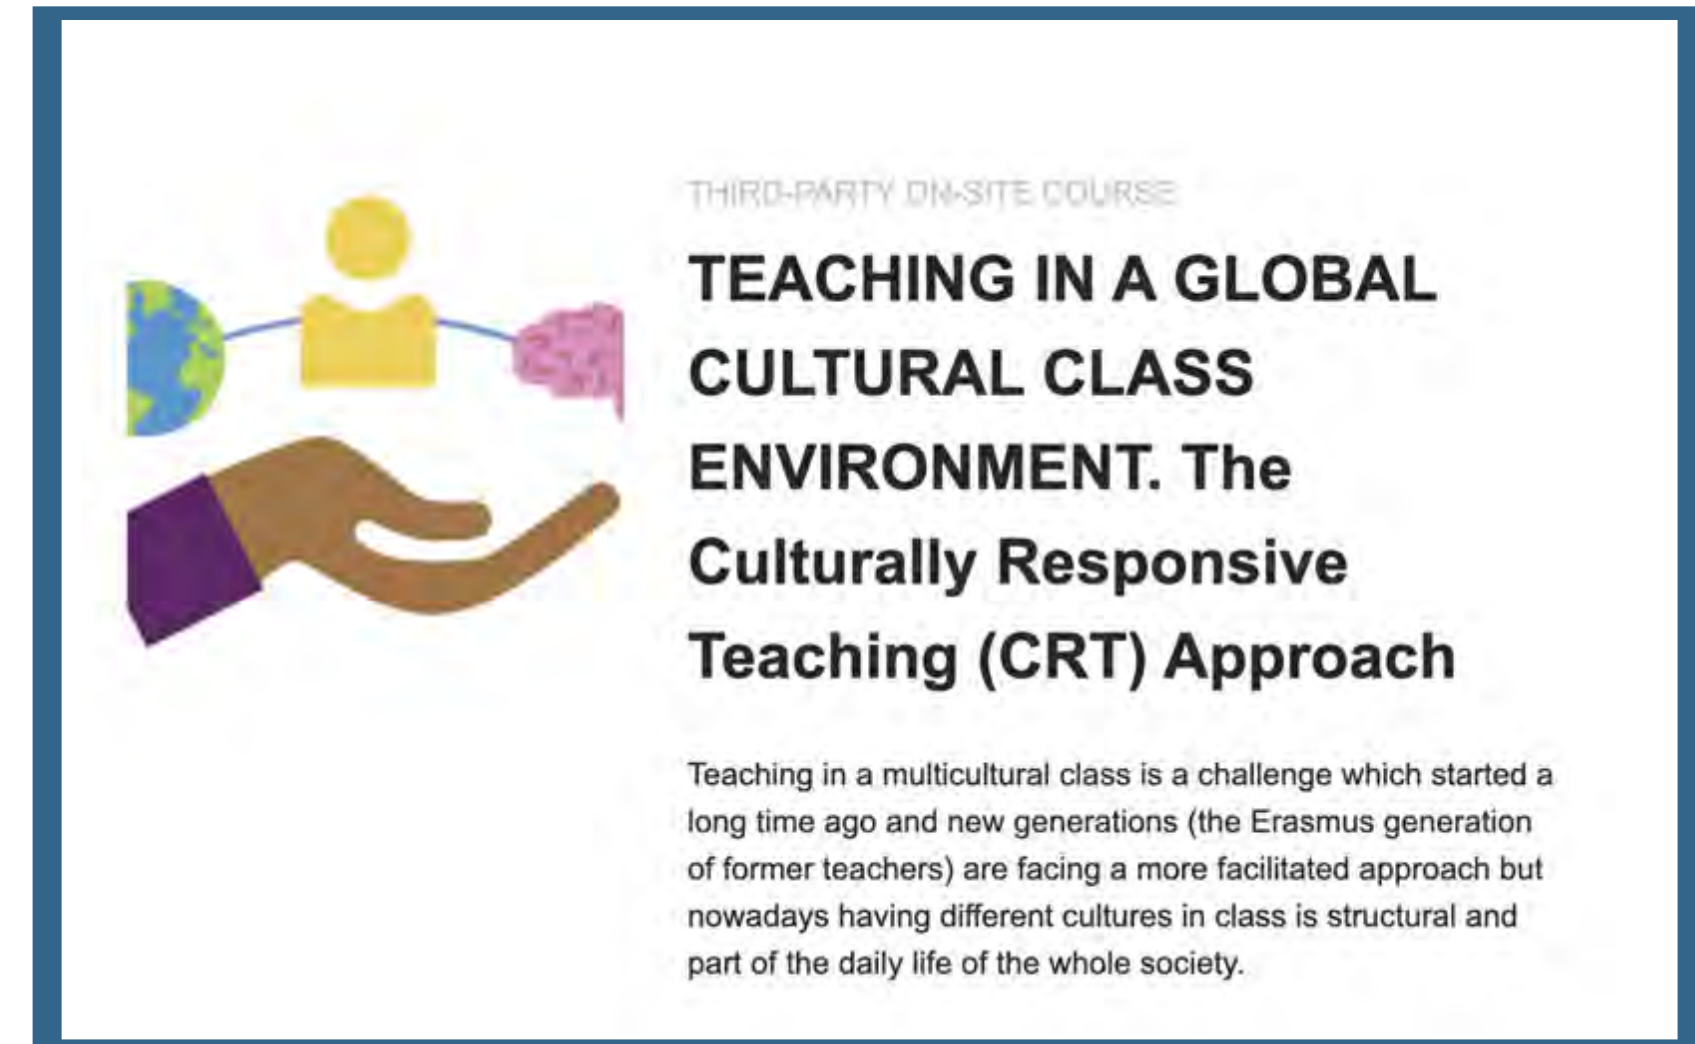 THIRD-PARTY ON-SITE COURSE
TEACHING IN A GLOBAL
CULTURAL CLASS
ENVIRONMENT. The
Culturally Responsive
Teaching (CRT) Approach
Teaching in a multicultural class is a challenge which started a
long time ago and new generations (the Erasmus generation
of former teachers) are facing a more facilitated approach but
nowadays having different cultures in class is structural and
part of the daily life of the whole society.